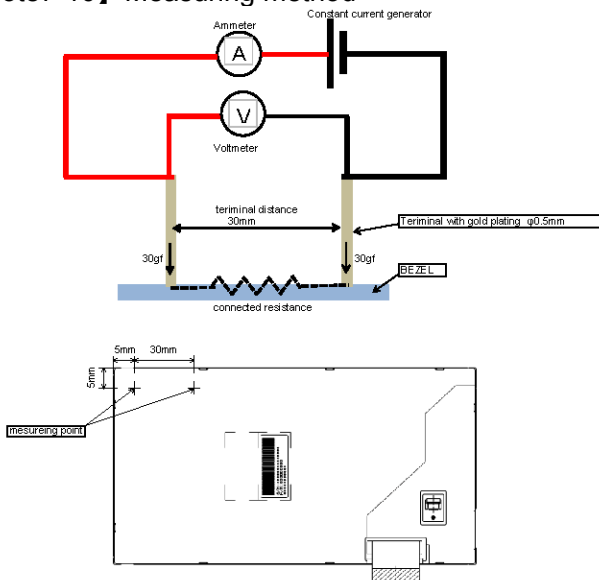 Measuring method
Ammeter
Constant current generator
A
V
Voltmeter
teriminal distance
30mm
Terminal with gold plating φ0.5mm
30gf
30gf
BEZEL
connected resistance
5mm
30mm
5mm
mesureing point